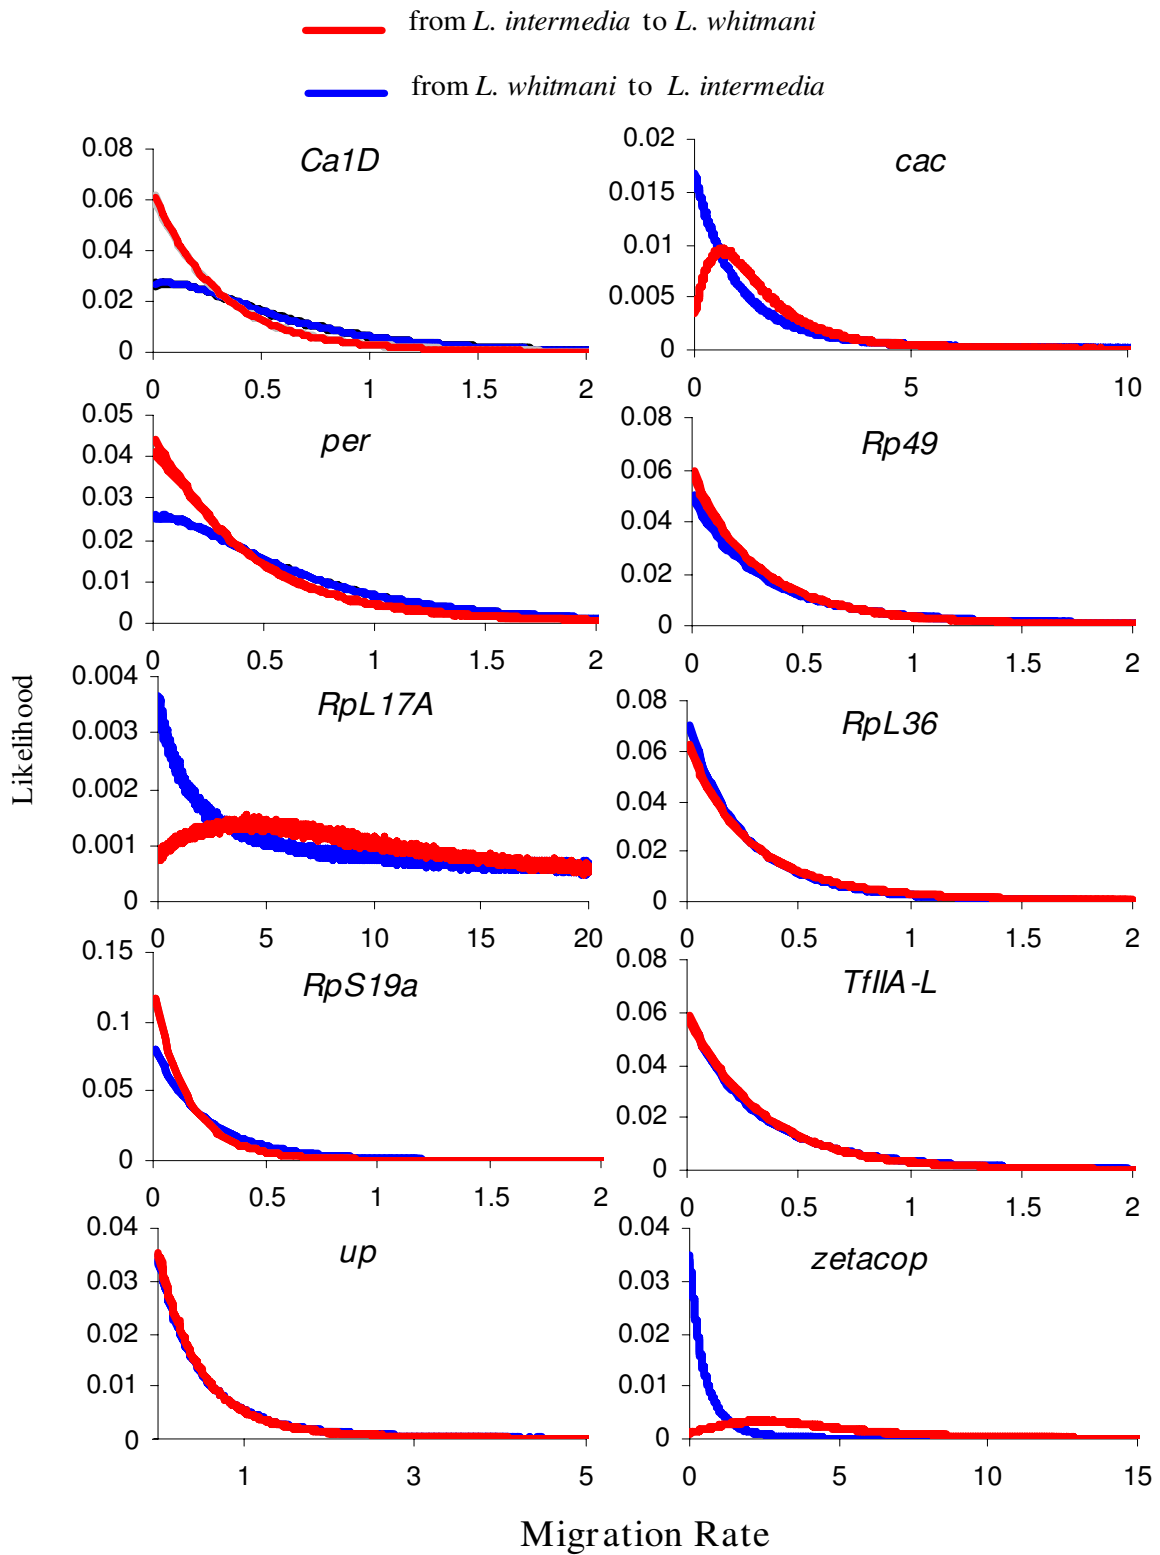 from L. intermedia to L. whitmani
from L. whitmani to L. intermedia
Ca1D
0.08
0.06
0.04
0.02
0
0 0.5 1 1.5 2
cac
0.02
0.015
0.01
0.005
0
0 5 10
per
0.05
0.04
0.03
0.02
0.01
0
0 0.5 1 1.5 2
Rp49
0.08
0.06
0.04
0.02
0
0 0.5 1 1.5 2
Likelihood
RpL17A
0.004
0.003
0.002
0.001
0
0 5 10 15 20
RpL36
0.08
0.06
0.04
0.02
0
0 0.5 1 1.5 2
RpS19a
0.15
0.1
0.05
0
0 0.5 1 1.5 2
TfIIA-L
0.08
0.06
0.04
0.02
0
0 0.5 1 1.5 2
up
0.04
0.03
0.02
0.01
0
1 3 5
zetacop
0.04
0.03
0.02
0.01
0
0 5 10 15
Migration Rate